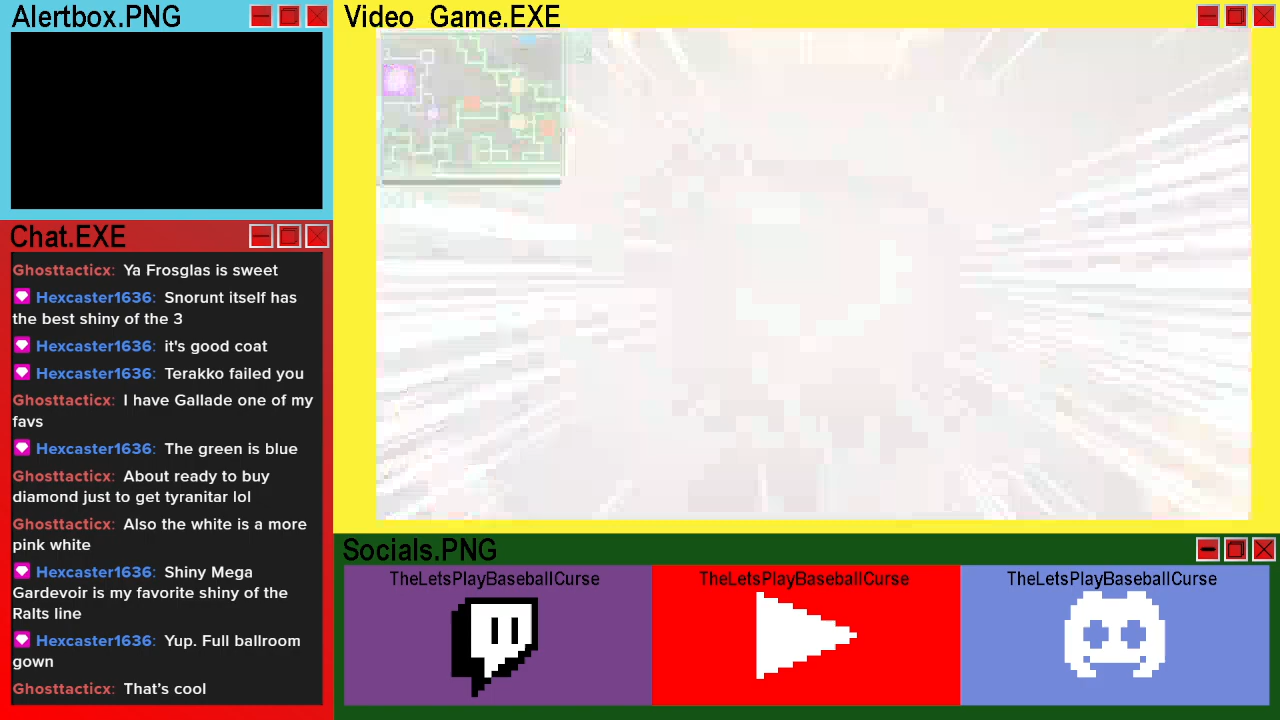 Alertbox.PNG
Video Game.EXE
Chat.EXE
Ghosttacticx: Ya Frosglas is sweet
Hexcaster1636: Snorunt itself has
the best shiny of the 3
Hexcaster1636: it's good coat
Hexcaster1636: Terakko failed you
Ghosttacticx: I have Gallade one of my
favs
Hexcaster1636: The green is blue
Ghosttacticx: About ready to buy
diamond just to get tyranitar lol
Ghosttacticx: Also the white is a more
pink white
Hexcaster1636: Shiny Mega
Gardevoir is my favorite shiny of the
Ralts line
Hexcaster1636: Yup. Full ballroom
gown
Ghosttacticx: That's cool
Socials.PNG
TheLetsPlayBaseballCurse
TheLetsPlayBaseballCurse
TheLetsPlayBaseballCurse